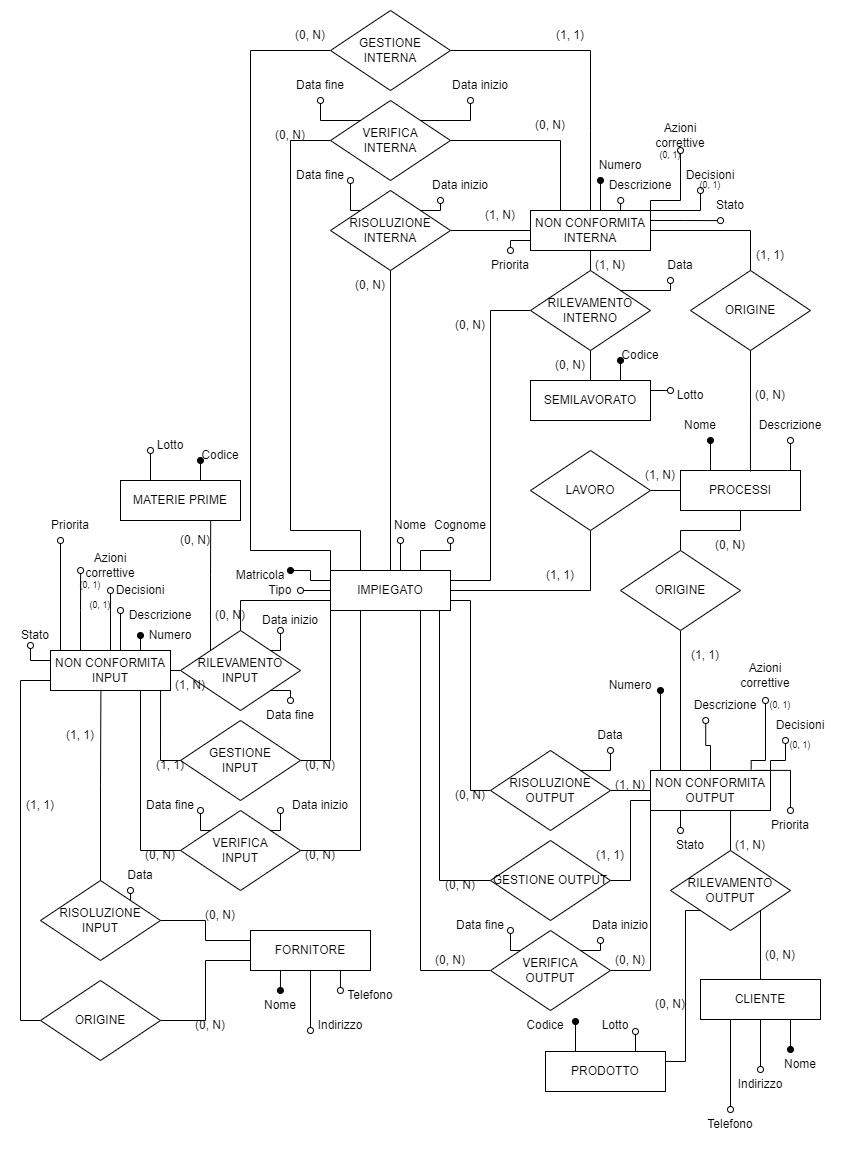 (0, N)
GESTIONE
INTERNA
(1, 1)
Data fine
Data inizio
(0, N)
VERIFICA
INTERNA
(0, N)
Azioni
correttive
(0, 1)
Data fine
Data inizio
Numero
Descrizione
Decisioni
(0, 1)
Stato
RISOLUZIONE
INTERNA
(1, N)
NON CONFORMITA
INTERNA
Priorita
(1, N)
Data
(1, 1)
(0, N)
RILEVAMENTO
INTERNO
ORIGINE
(0, N)
(0, N)
Codice
SEMILAVORATO
Lotto
(0, N)
Nome
Descrizione
Lotto
Codice
MATERIE PRIME
LAVORO
(1, N)
PROCESSI
Priorita
(0, N)
Nome
Cognome
(0, N)
Azioni
correttive
(0, 1)
Decisioni
(0, 1)
Matricola
Tipo
IMPIEGATO
(1, 1)
ORIGINE
Descrizione
Stato
Numero
(0, N)
Data inizio
NON CONFORMITA
INPUT
(1, N)
RILEVAMENTO
INPUT
Data fine
(1, 1)
Numero
Azioni
correttive
(0, 1)
Descrizione
Decisioni
(0, 1)
(1, 1)
GESTIONE
INPUT
(1, 1)
(0, N)
Data
RISOLUZIONE
OUTPUT
(0, N)
(1, N)
NON CONFORMITA
OUTPUT
Priorita
Stato
(1, 1)
Data fine
Data inizio
VERIFICA
INPUT
(0, N)
(0, N)
(1, 1)
(1, N)
GESTIONE OUTPUT
(0, N)
RILEVAMENTO
OUTPUT
Data
RISOLUZIONE
INPUT
(0, N)
FORNITORE
Nome
Telefono
Indirizzo
ORIGINE
(0, N)
Data fine
Data inizio
VERIFICA
OUTPUT
(0, N)
(0, N)
(0, N)
(0, N)
CLIENTE
Codice
Lotto
PRODOTTO
Nome
Indirizzo
Telefono